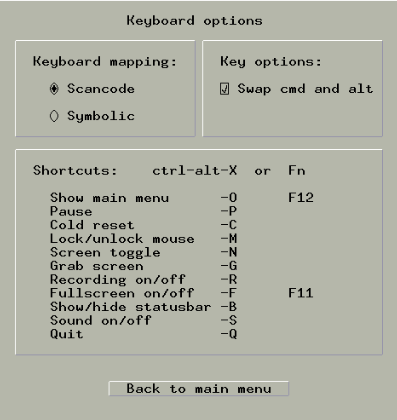 Keyboard options
Keyboard mapping:
Scancode
Symbolic
Key options:
Swap cmd and alt
Shortcuts: ctrl-alt-X or Fn
Show main menu -O F12
Pause -P
Cold reset -C
Lock/unlock mouse -M
Screen toggle -N
Grab screen -G
Recording on/off -R
Fullscreen on/off -F F11
Show/hide statusbar -B
Sound on/off -S
Quit -Q
Back to main menu